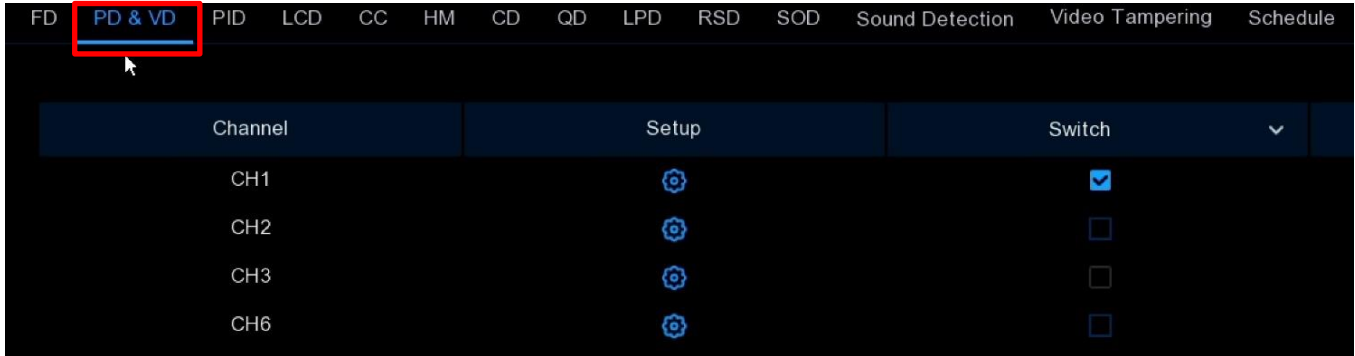 FD PD & VD PID LCD CC HM CD QD LPD RSD SOD Sound Detection Video Tampering Schedule
Channel Setup Switch
CH1
CH2
CH3
CH6